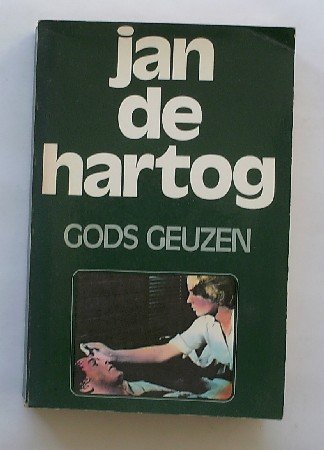 jan
de
hartog
GODS GEUZEN